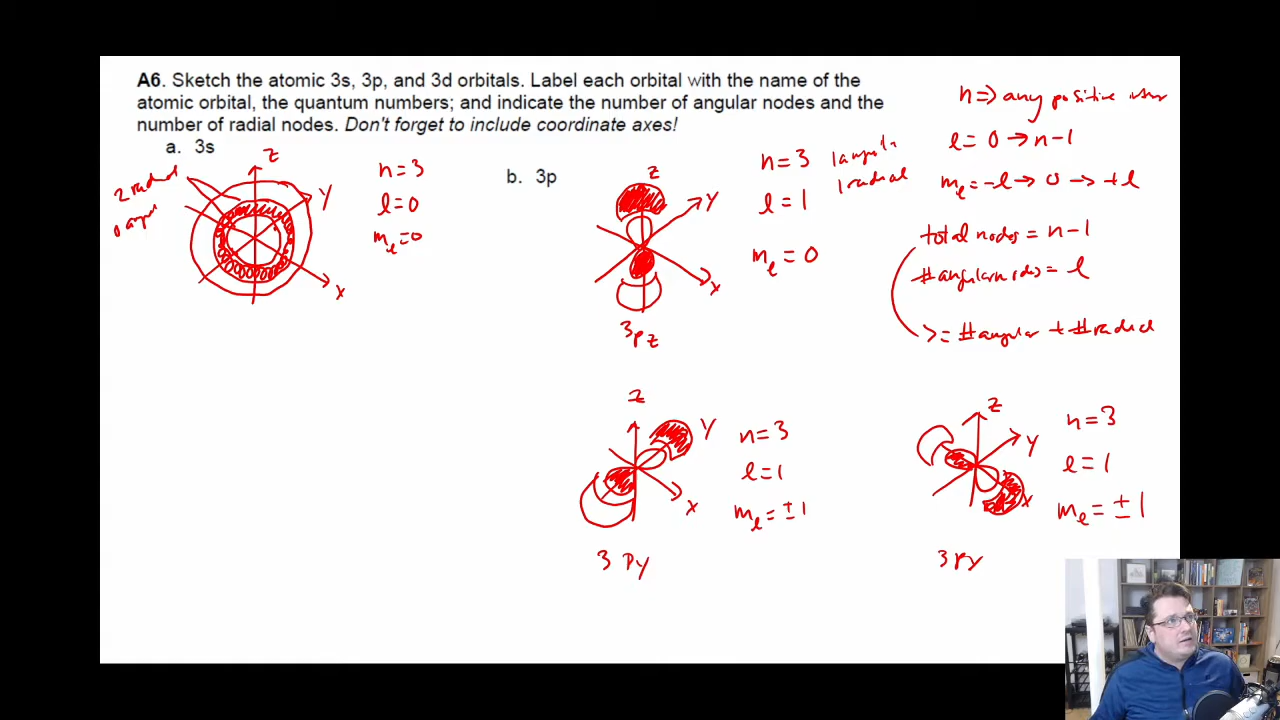 A6. Sketch the atomic 3s, 3p, and 3d orbitals. Label each orbital with the name of the
atomic orbital, the quantum numbers; and indicate the number of angular nodes and the
number of radial nodes. Don't forget to include coordinate axes!
a. 3s
2 radial
0
z
y
x
n=3
l=0
mₗ=0
b. 3p
z
y
x
3pz
n=3
l=1
mₗ=0
1
1 radial
n => any positive
l = 0 → n-1
mₗ = -l → 0 → +l
total nodes = n-1
#angular nodes = l
>= #angular + #radial
z
y
x
3 py
n=3
l=1
mₗ=±1
z
y
x
3 py
n=3
l=1
mₗ=±1